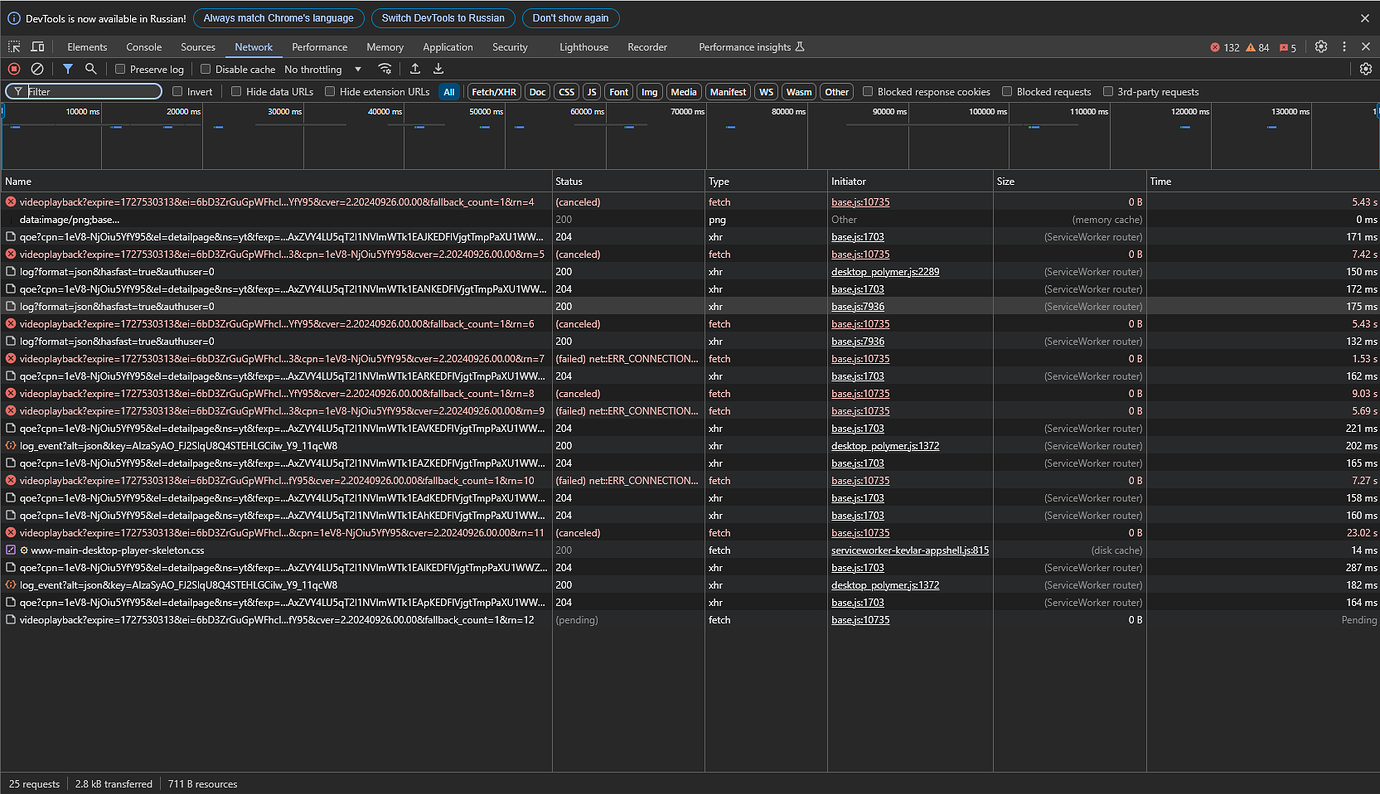 DevTools is now available in Russian! Always match Chrome's language Switch DevTools to Russian Don't show again
Elements Console Sources Network Performance Memory Application Security Lighthouse Recorder Performance insights 132 84 5
Preserve log Disable cache No throttling
Filter Invert Hide data URLs Hide extension URLs All Fetch/XHR Doc CSS JS Font Img Media Manifest WS Wasm Other Blocked response cookies Blocked requests 3rd-party requests
10000 ms 20000 ms 30000 ms 40000 ms 50000 ms 60000 ms 70000 ms 80000 ms 90000 ms 100000 ms 110000 ms 120000 ms 130000 ms
Name Status Type Initiator Size Time
videoplayback?expire=1727530313&ei=6bD3ZrGuGpWFhcl...YfY95&cver=2.20240926.00.00&fallback_count=1&rn=4 (canceled) fetch base.js:10735 0 B 5.43 s
data:image/png;base... 200 png Other (memory cache) 0 ms
qoe?cpn=1eV8-NjOiu5YfY95&el=detailpage&ns=yt&fexp=...AxZVY4LU5qT2l1NVlmWTk1EAJKEDFlVjgtTmpPaXU1WW... 204 xhr base.js:1703 (ServiceWorker router) 171 ms
videoplayback?expire=1727530313&ei=6bD3ZrGuGpWFhcl...3&cpn=1eV8-NjOiu5YfY95&cver=2.20240926.00.00&rn=5 (canceled) fetch base.js:10735 0 B 7.42 s
log?format=json&hasfast=true&authuser=0 200 xhr desktop_polymer.js:2289 (ServiceWorker router) 150 ms
qoe?cpn=1eV8-NjOiu5YfY95&el=detailpage&ns=yt&fexp=...AxZVY4LU5qT2l1NVlmWTk1EANKEDFlVjgtTmpPaXU1WW... 204 xhr base.js:1703 (ServiceWorker router) 172 ms
log?format=json&hasfast=true&authuser=0 200 xhr base.js:7936 (ServiceWorker router) 175 ms
videoplayback?expire=1727530313&ei=6bD3ZrGuGpWFhcl...YfY95&cver=2.20240926.00.00&fallback_count=1&rn=6 (canceled) fetch base.js:10735 0 B 5.43 s
log?format=json&hasfast=true&authuser=0 200 xhr base.js:7936 (ServiceWorker router) 132 ms
videoplayback?expire=1727530313&ei=6bD3ZrGuGpWFhcl...3&cpn=1eV8-NjOiu5YfY95&cver=2.20240926.00.00&rn=7 (failed) net::ERR_CONNECTION... fetch base.js:10735 0 B 1.53 s
qoe?cpn=1eV8-NjOiu5YfY95&el=detailpage&ns=yt&fexp=...AxZVY4LU5qT2l1NVlmWTk1EARKEDFlVjgtTmpPaXU1WW... 204 xhr base.js:1703 (ServiceWorker router) 162 ms
videoplayback?expire=1727530313&ei=6bD3ZrGuGpWFhcl...YfY95&cver=2.20240926.00.00&fallback_count=1&rn=8 (canceled) fetch base.js:10735 0 B 9.03 s
videoplayback?expire=1727530313&ei=6bD3ZrGuGpWFhcl...3&cpn=1eV8-NjOiu5YfY95&cver=2.20240926.00.00&rn=9 (failed) net::ERR_CONNECTION... fetch base.js:10735 0 B 5.69 s
qoe?cpn=1eV8-NjOiu5YfY95&el=detailpage&ns=yt&fexp=...AxZVY4LU5qT2l1NVlmWTk1EAVKEDFlVjgtTmpPaXU1WW... 204 xhr base.js:1703 (ServiceWorker router) 221 ms
log_event?alt=json&key=AIzaSyAO_FJ2SlqU8Q4STEHLGCilw_Y9_11qcW8 200 xhr desktop_polymer.js:1372 (ServiceWorker router) 202 ms
qoe?cpn=1eV8-NjOiu5YfY95&el=detailpage&ns=yt&fexp=...AxZVY4LU5qT2l1NVlmWTk1EAZKEDFlVjgtTmpPaXU1WW... 204 xhr base.js:1703 (ServiceWorker router) 165 ms
videoplayback?expire=1727530313&ei=6bD3ZrGuGpWFhcl...fY95&cver=2.20240926.00.00&fallback_count=1&rn=10 (failed) net::ERR_CONNECTION... fetch base.js:10735 0 B 7.27 s
qoe?cpn=1eV8-NjOiu5YfY95&el=detailpage&ns=yt&fexp=...AxZVY4LU5qT2l1NVlmWTk1EAdKEDFlVjgtTmpPaXU1WW... 204 xhr base.js:1703 (ServiceWorker router) 158 ms
qoe?cpn=1eV8-NjOiu5YfY95&el=detailpage&ns=yt&fexp=...AxZVY4LU5qT2l1NVlmWTk1EAhKEDFlVjgtTmpPaXU1WW... 204 xhr base.js:1703 (ServiceWorker router) 160 ms
videoplayback?expire=1727530313&ei=6bD3ZrGuGpWFhcl...&cpn=1eV8-NjOiu5YfY95&cver=2.20240926.00.00&rn=11 (canceled) fetch base.js:10735 0 B 23.02 s
www-main-desktop-player-skeleton.css 200 fetch serviceworker-kevlar-appshell.js:815 (disk cache) 14 ms
qoe?cpn=1eV8-NjOiu5YfY95&el=detailpage&ns=yt&fexp=...AxZVY4LU5qT2l1NVlmWTk1EAlKEDFlVjgtTmpPaXU1WWZ... 204 xhr base.js:1703 (ServiceWorker router) 287 ms
log_event?alt=json&key=AIzaSyAO_FJ2SlqU8Q4STEHLGCilw_Y9_11qcW8 200 xhr desktop_polymer.js:1372 (ServiceWorker router) 182 ms
qoe?cpn=1eV8-NjOiu5YfY95&el=detailpage&ns=yt&fexp=...AxZVY4LU5qT2l1NVlmWTk1EApKEDFlVjgtTmpPaXU1WW... 204 xhr base.js:1703 (ServiceWorker router) 164 ms
videoplayback?expire=1727530313&ei=6bD3ZrGuGpWFhcl...fY95&cver=2.20240926.00.00&fallback_count=1&rn=12 (pending) fetch base.js:10735 0 B Pending
25 requests 2.8 kB transferred 711 B resources